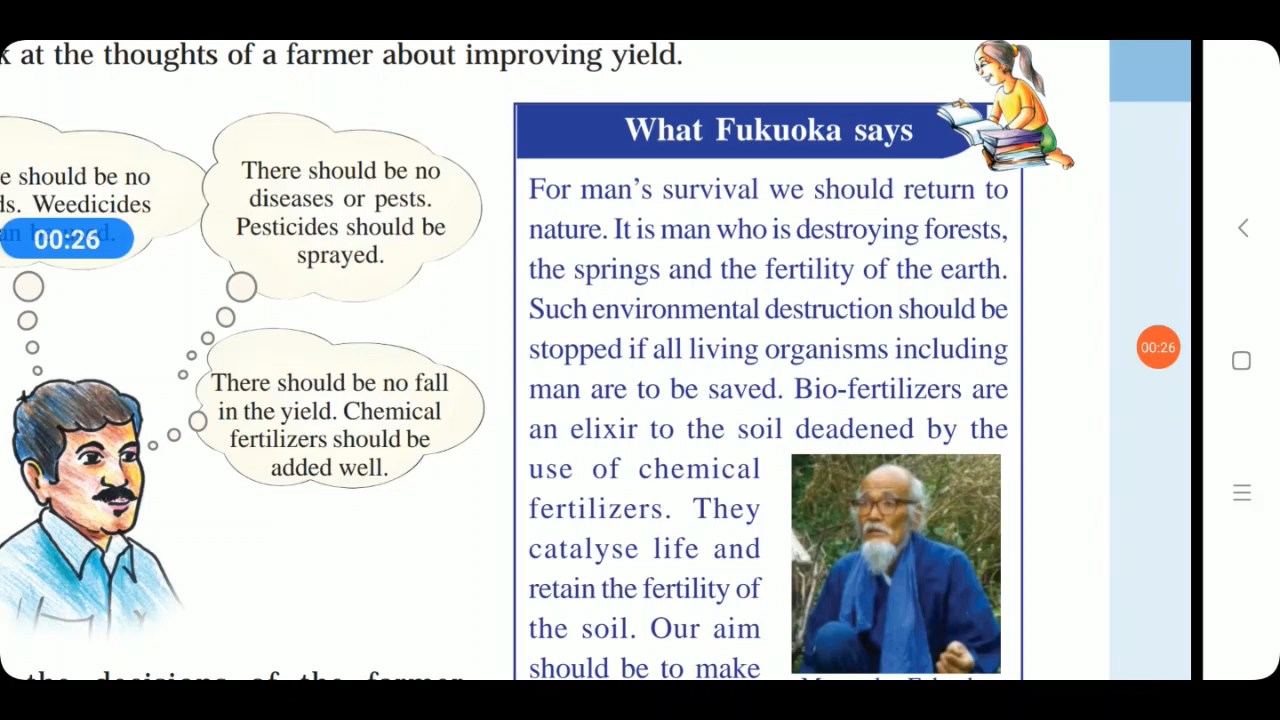 k at the thoughts of a farmer about improving yield.
e should be no
ds. Weedicides
00:26
There should be no
diseases or pests.
Pesticides should be
sprayed.
There should be no fall
in the yield. Chemical
fertilizers should be
added well.
What Fukuoka says
For man's survival we should return to
nature. It is man who is destroying forests,
the springs and the fertility of the earth.
Such environmental destruction should be
stopped if all living organisms including
man are to be saved. Bio-fertilizers are
an elixir to the soil deadened by the
use of chemical
fertilizers. They
catalyse life and
retain the fertility of
the soil. Our aim
should be to make
00:26
the decisions of the farmer